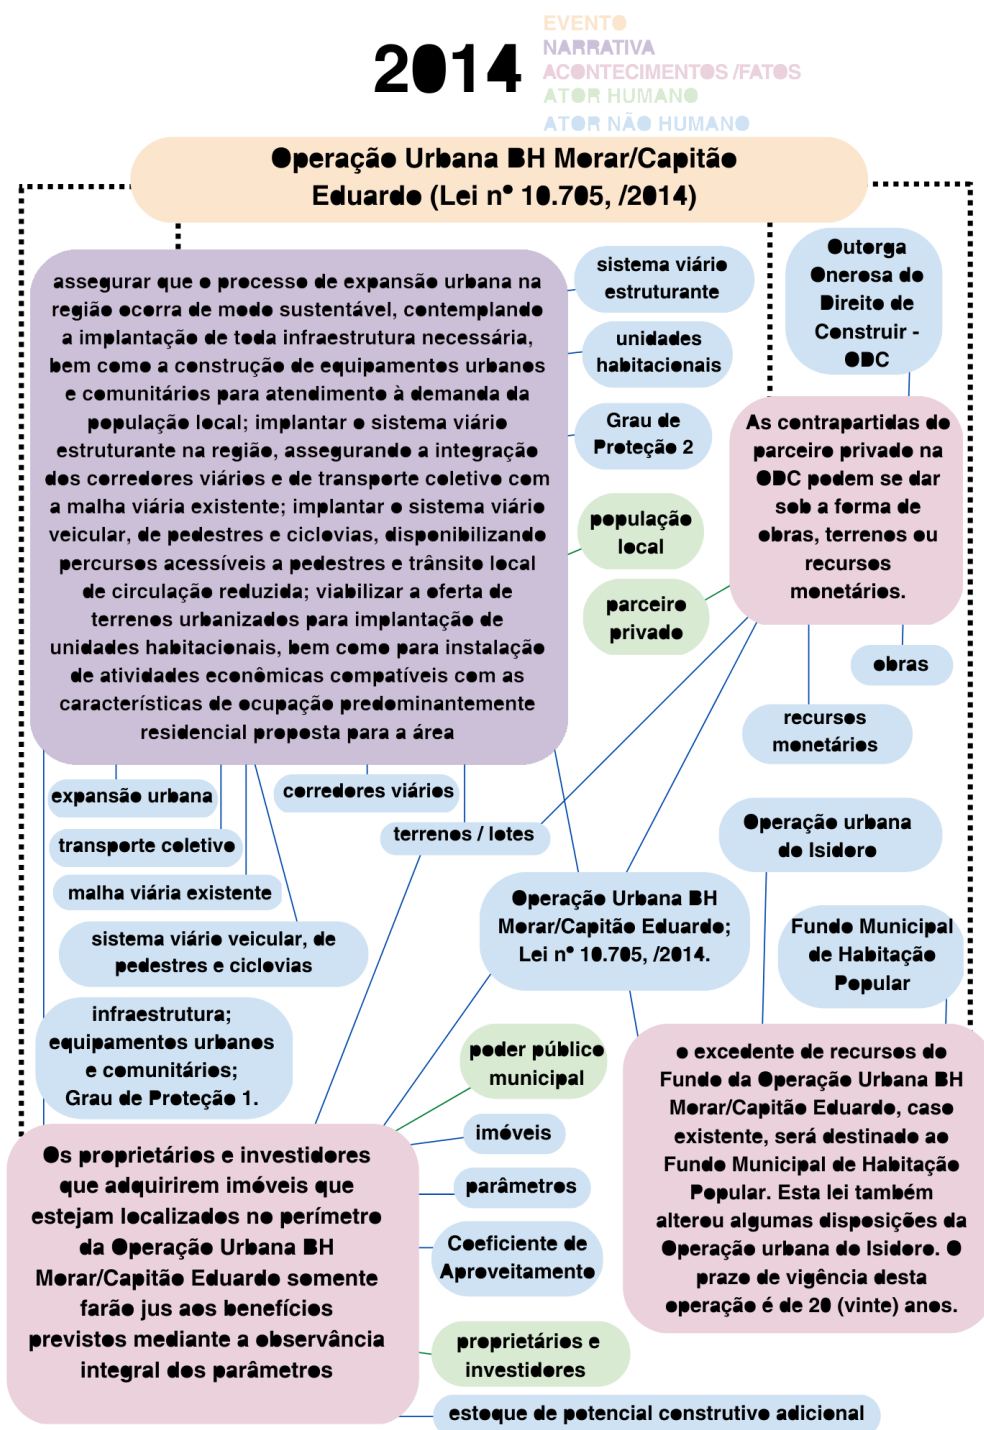 2014
EVENTO
NARRATIVA
ACONTECIMENTOS /FATOS
ATOR HUMANO
ATOR NÃO HUMANO
Operação Urbana BH Morar/Capitão
Eduardo (Lei n° 10.705, /2014)
assegurar que o processo de expansão urbana na
região ocorra de modo sustentável, contemplando
a implantação de toda infraestrutura necessária,
bem como a construção de equipamentos urbanos
e comunitários para atendimento à demanda da
população local; implantar o sistema viário
estruturante na região, assegurando a integração
dos corredores viários e de transporte coletivo com
a malha viária existente; implantar o sistema viário
veicular, de pedestres e ciclovias, disponibilizando
percursos acessíveis a pedestres e trânsito local
de circulação reduzida; viabilizar a oferta de
terrenos urbanizados para implantação de
unidades habitacionais, bem como para instalação
de atividades econômicas compatíveis com as
características de ocupação predominantemente
residencial proposta para a área
sistema viário
estruturante
unidades
habitacionais
Grau de
Proteção 2
população
local
parceiro
privado
Outorga
Onerosa do
Direito de
Construir -
ODC
As contrapartidas do
parceiro privado na
ODC podem se dar
sob a forma de
obras, terrenos ou
recursos
monetários.
obras
recursos
monetários
expansão urbana
corredores viários
transporte coletivo
terrenos / lotes
malha viária existente
sistema viário veicular, de
pedestres e ciclovias
infraestrutura;
equipamentos urbanos
e comunitários;
Grau de Proteção 1.
Operação urbana
do Isidoro
Operação Urbana BH
Morar/Capitão Eduardo;
Lei n° 10.705, /2014.
Fundo Municipal
de Habitação
Popular
poder público
municipal
imóveis
parâmetros
Coeficiente de
Aproveitamento
proprietários e
investidores
estoque de potencial construtivo adicional
Os proprietários e investidores
que adquirirem imóveis que
estejam localizados no perímetro
da Operação Urbana BH
Morar/Capitão Eduardo somente
farão jus aos benefícios
previstos mediante a observância
integral dos parâmetros
o excedente de recursos do
Fundo da Operação Urbana BH
Morar/Capitão Eduardo, caso
existente, será destinado ao
Fundo Municipal de Habitação
Popular. Esta lei também
alterou algumas disposições da
Operação urbana do Isidoro. O
prazo de vigência desta
operação é de 20 (vinte) anos.